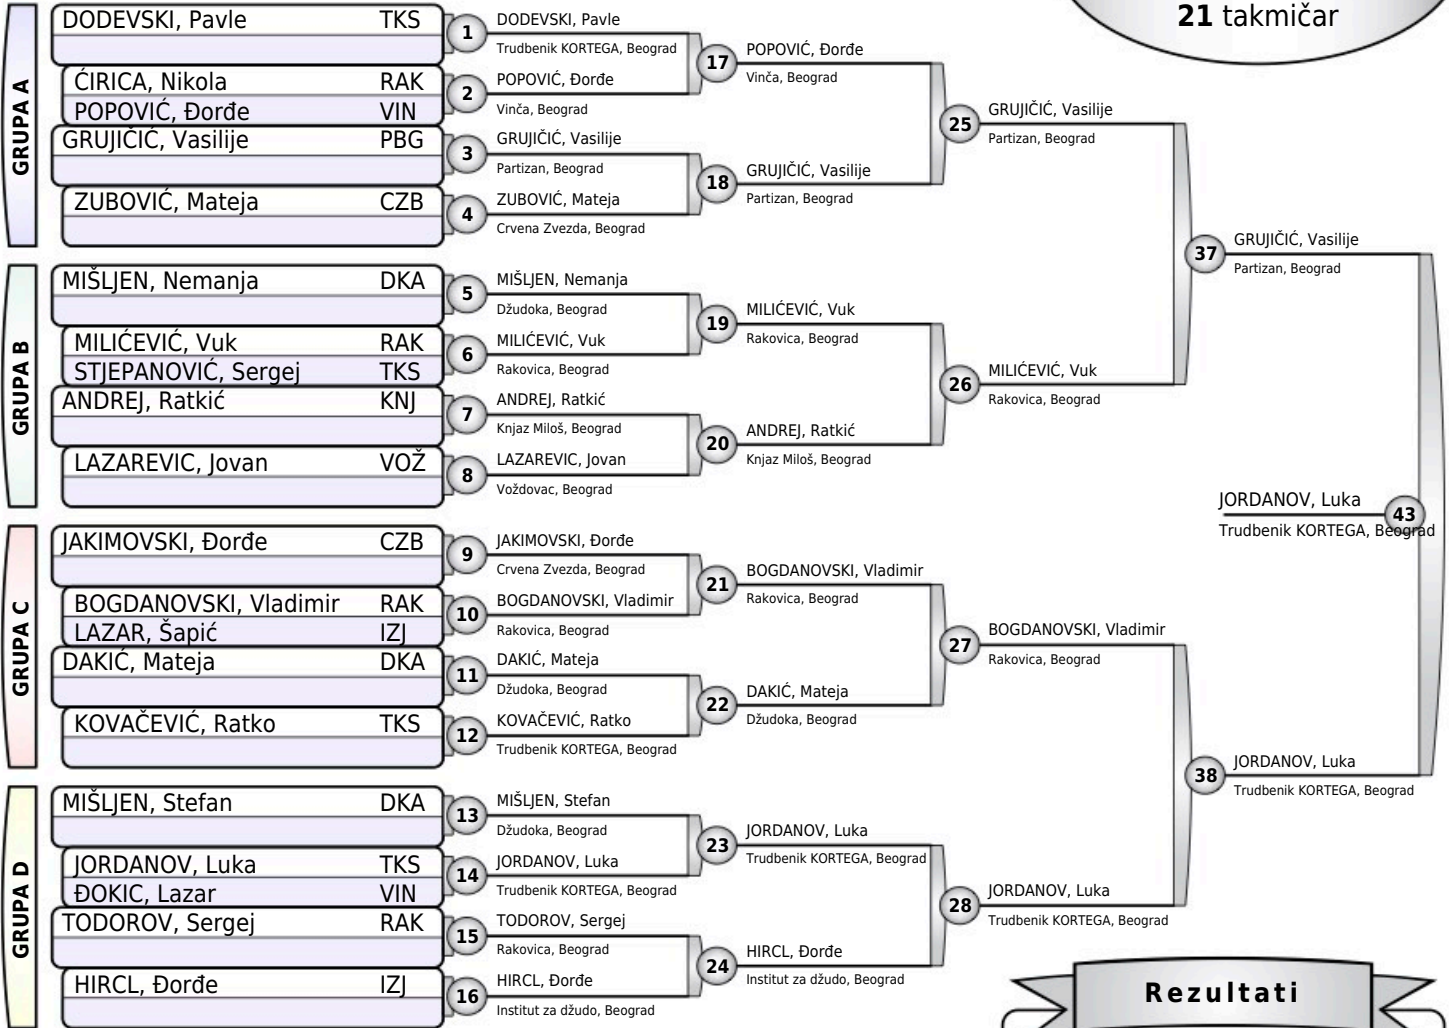 21 takmičar
GRUPA A
DODEVSKI, Pavle TKS
ĆIRICA, Nikola RAK
POPOVIĆ, Đorđe VIN
GRUJIČIĆ, Vasilije PBG
ZUBOVIĆ, Mateja CZB
GRUPA B
MIŠLJEN, Nemanja DKA
MILIĆEVIĆ, Vuk RAK
STJEPANOVIĆ, Sergej TKS
ANDREJ, Ratkić KNJ
LAZAREVIC, Jovan VOŽ
GRUPA C
JAKIMOVSKI, Đorđe CZB
BOGDANOVSKI, Vladimir RAK
LAZAR, Šapić IZJ
DAKIĆ, Mateja DKA
KOVAČEVIĆ, Ratko TKS
GRUPA D
MIŠLJEN, Stefan DKA
JORDANOV, Luka TKS
ĐOKIC, Lazar VIN
TODOROV, Sergej RAK
HIRCL, Đorđe IZJ
1
DODEVSKI, Pavle
Trudbenik KORTEGA, Beograd
2
POPOVIĆ, Đorđe
Vinča, Beograd
3
GRUJIČIĆ, Vasilije
Partizan, Beograd
4
ZUBOVIĆ, Mateja
Crvena Zvezda, Beograd
5
MIŠLJEN, Nemanja
Džudoka, Beograd
6
MILIĆEVIĆ, Vuk
Rakovica, Beograd
7
ANDREJ, Ratkić
Knjaz Miloš, Beograd
8
LAZAREVIC, Jovan
Voždovac, Beograd
9
JAKIMOVSKI, Đorđe
Crvena Zvezda, Beograd
10
BOGDANOVSKI, Vladimir
Rakovica, Beograd
11
DAKIĆ, Mateja
Džudoka, Beograd
12
KOVAČEVIĆ, Ratko
Trudbenik KORTEGA, Beograd
13
MIŠLJEN, Stefan
Džudoka, Beograd
14
JORDANOV, Luka
Trudbenik KORTEGA, Beograd
15
TODOROV, Sergej
Rakovica, Beograd
16
HIRCL, Đorđe
Institut za džudo, Beograd
17
POPOVIĆ, Đorđe
Vinča, Beograd
18
GRUJIČIĆ, Vasilije
Partizan, Beograd
19
MILIĆEVIĆ, Vuk
Rakovica, Beograd
20
ANDREJ, Ratkić
Knjaz Miloš, Beograd
21
BOGDANOVSKI, Vladimir
Rakovica, Beograd
22
DAKIĆ, Mateja
Džudoka, Beograd
23
JORDANOV, Luka
Trudbenik KORTEGA, Beograd
24
HIRCL, Đorđe
Institut za džudo, Beograd
25
GRUJIČIĆ, Vasilije
Partizan, Beograd
26
MILIĆEVIĆ, Vuk
Rakovica, Beograd
27
BOGDANOVSKI, Vladimir
Rakovica, Beograd
28
JORDANOV, Luka
Trudbenik KORTEGA, Beograd
37
GRUJIČIĆ, Vasilije
Partizan, Beograd
38
JORDANOV, Luka
Trudbenik KORTEGA, Beograd
JORDANOV, Luka
43
Trudbenik KORTEGA, Beograd
Rezultati